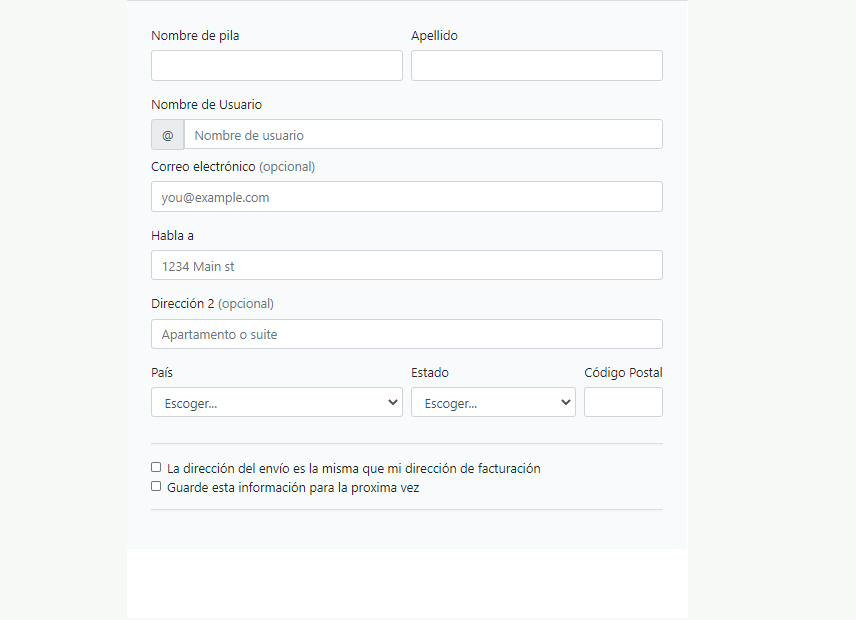 Nombre de pila Apellido
Nombre de Usuario
@ Nombre de usuario
Correo electrónico (opcional)
you@example.com
Habla a
1234 Main st
Dirección 2 (opcional)
Apartamento o suite
País Estado Código Postal
Escoger... Escoger...
La dirección del envío es la misma que mi dirección de facturación
Guarde esta información para la proxima vez